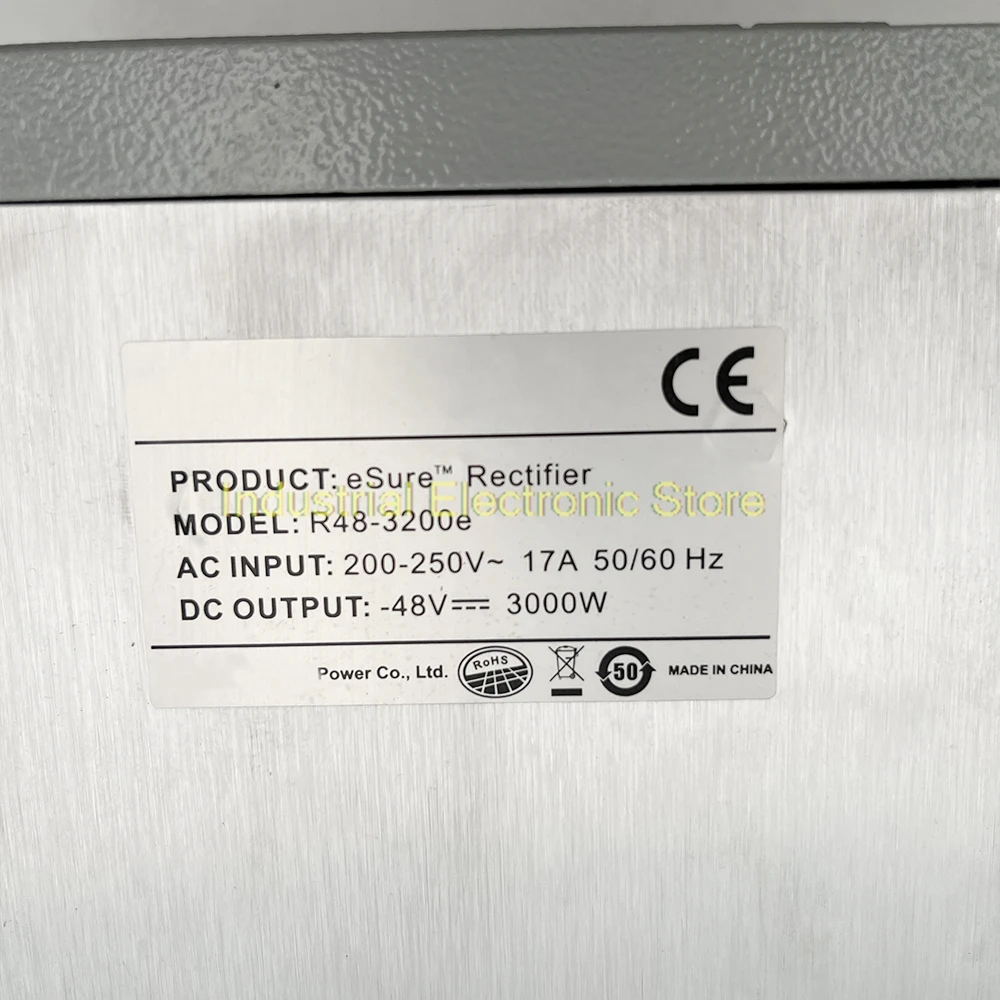 CE
PRODUCT: eSure™ Rectifier
Industrial Electronic Store
MODEL: R48-3200e
AC INPUT: 200-250V~ 17A 50/60 Hz
DC OUTPUT: -48V⎓ 3000W
Power Co., Ltd. RoHS 50 MADE IN CHINA